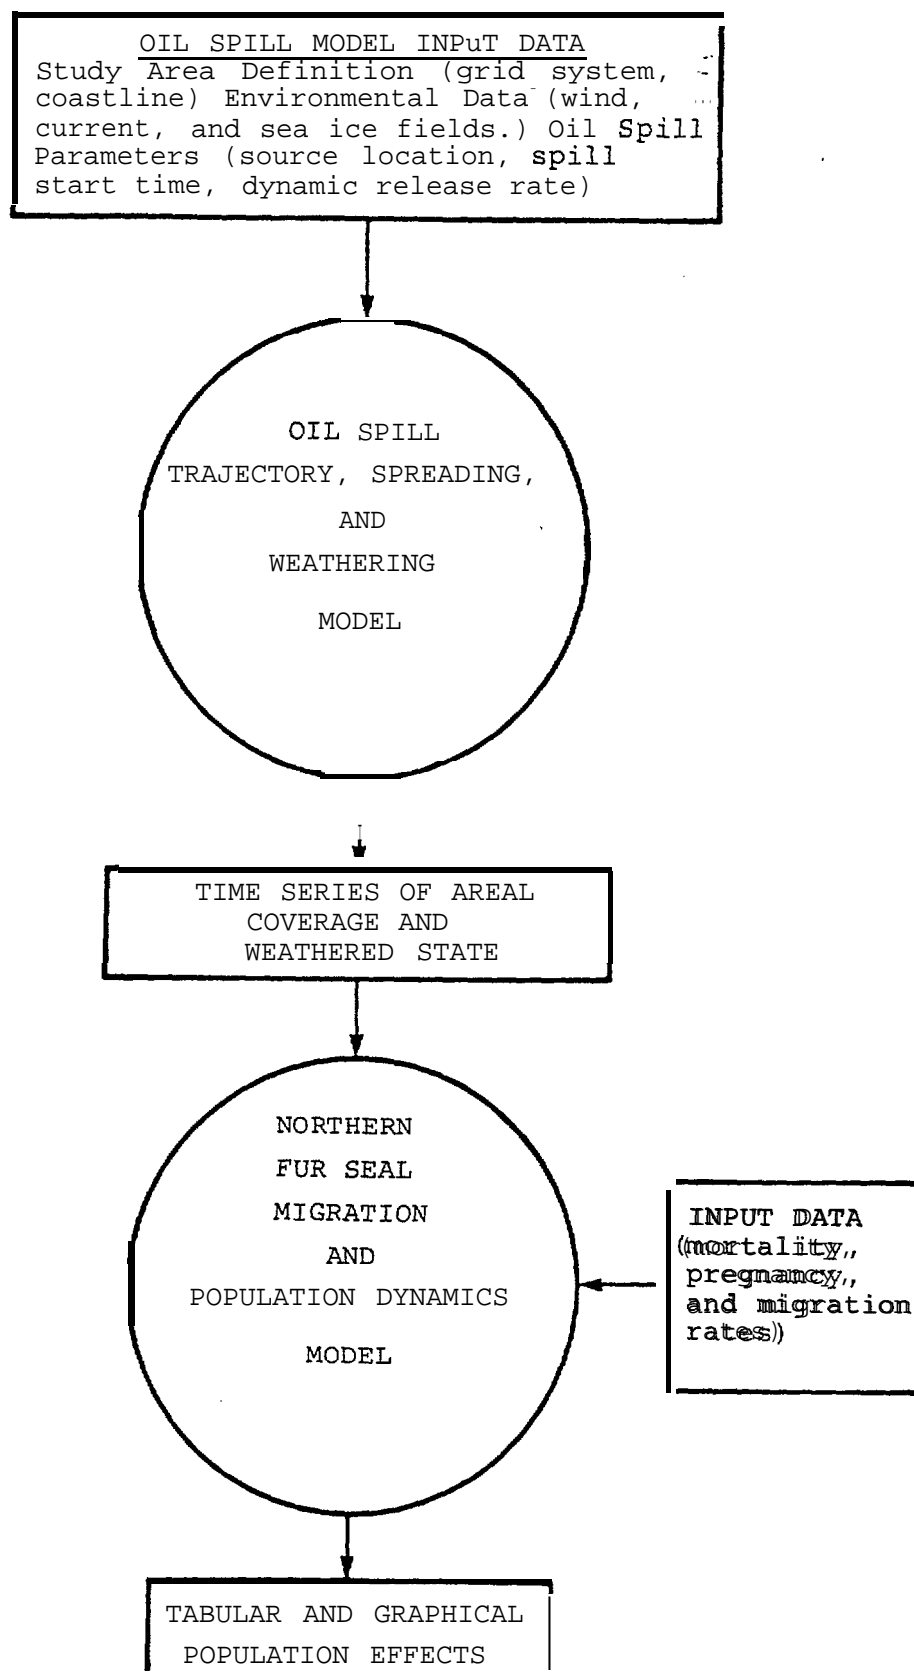 OIL SPILL MODEL INPuT DATA
Study Area Definition (grid system,
coastline) Environmental Data (wind,
current, and sea ice fields.) Oil Spill
Parameters (source location, spill
start time, dynamic release rate)
OIL SPILL
TRAJECTORY, SPREADING,
AND
WEATHERING
MODEL
TIME SERIES OF AREAL
COVERAGE AND
WEATHERED STATE
NORTHERN
FUR SEAL
MIGRATION
AND
POPULATION DYNAMICS
MODEL
INPUT DATA
(mortality,
pregnancy,
and migration
rates)
TABULAR AND GRAPHICAL
POPULATION EFFECTS